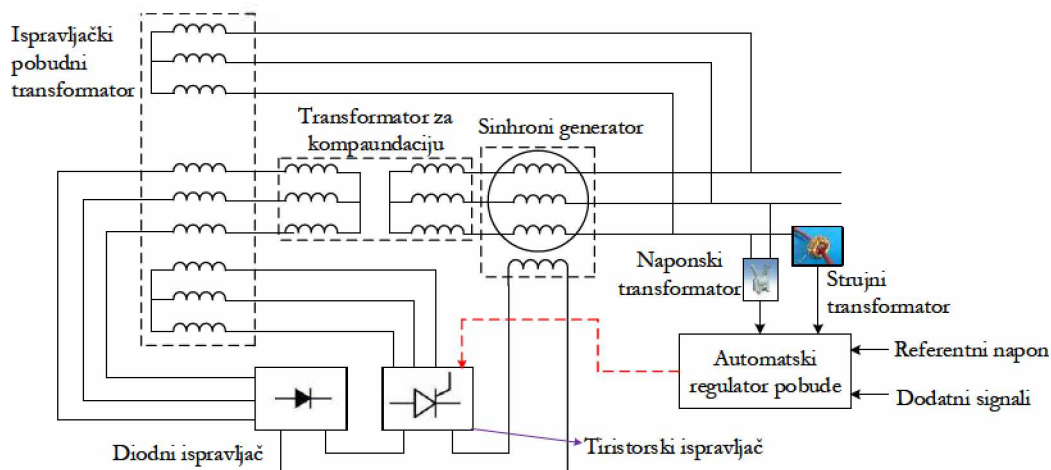 Ispravljački
pobudni
transformator
Transformator za
kompaundaciju
Sinhroni generator
Naponski
transformator
Strujni
transformator
Automatski
regulator pobude
Referentni napon
Dodatni signali
Diodni ispravljač
Tiristorski ispravljač